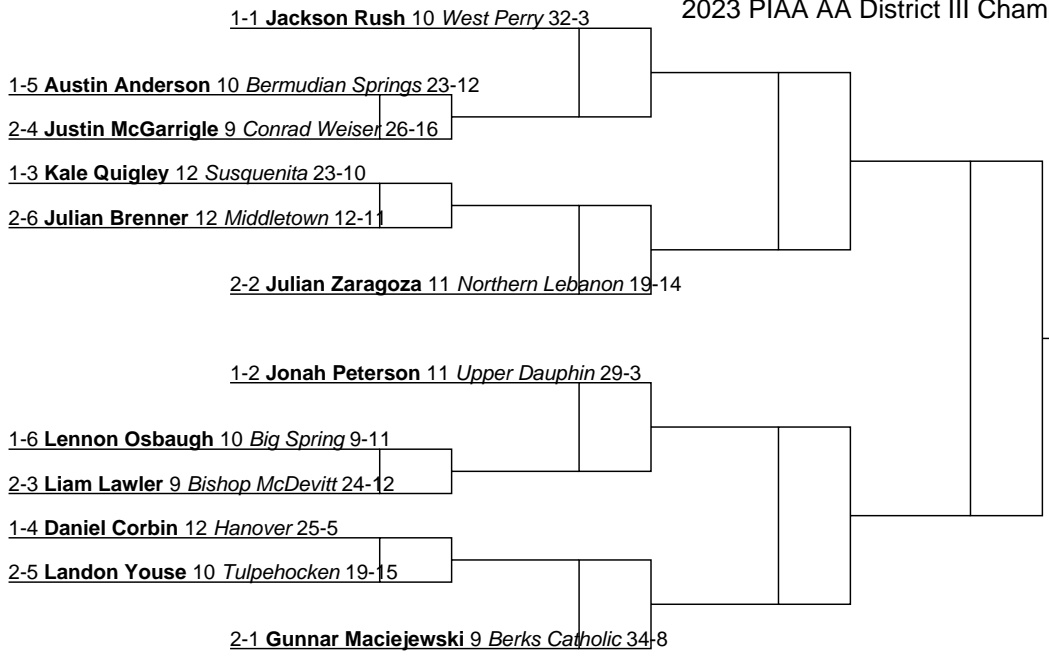 1-1 Jackson Rush 10 West Perry 32-3
2023 PIAA AA District III Cham
1-5 Austin Anderson 10 Bermudian Springs 23-12
2-4 Justin McGarrigle 9 Conrad Weiser 26-16
1-3 Kale Quigley 12 Susquenita 23-10
2-6 Julian Brenner 12 Middletown 12-11
2-2 Julian Zaragoza 11 Northern Lebanon 19-14
1-2 Jonah Peterson 11 Upper Dauphin 29-3
1-6 Lennon Osbaugh 10 Big Spring 9-11
2-3 Liam Lawler 9 Bishop McDevitt 24-12
1-4 Daniel Corbin 12 Hanover 25-5
2-5 Landon Youse 10 Tulpehocken 19-15
2-1 Gunnar Maciejewski 9 Berks Catholic 34-8